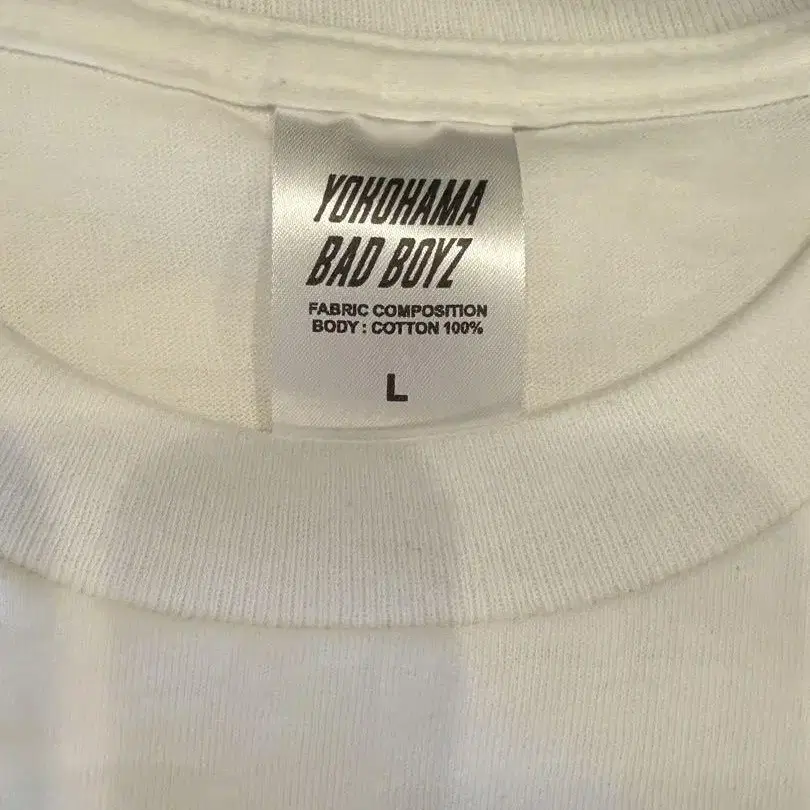 YOKOHAMA
BAD BOYZ
FABRIC COMPOSITION
BODY : COTTON 100%
L